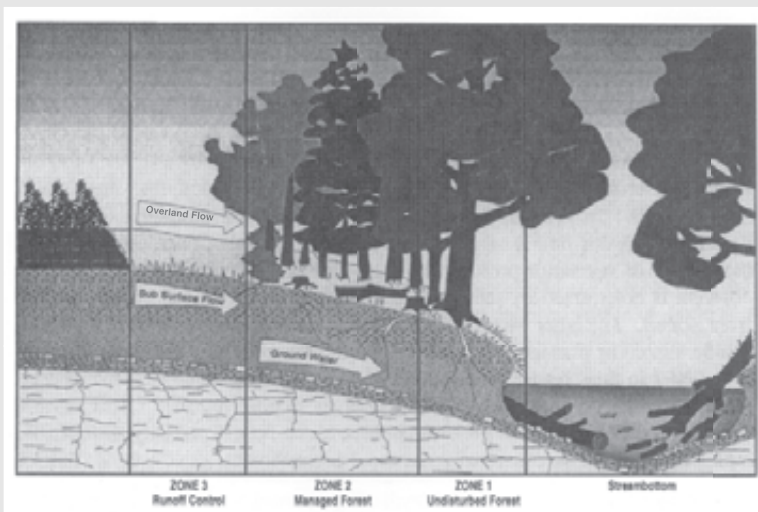 Overland Flow
Sub Surface Flow
Ground Water
ZONE 3
Runoff Control
ZONE 2
Managed Forest
ZONE 1
Undisturbed Forest
Streambottom